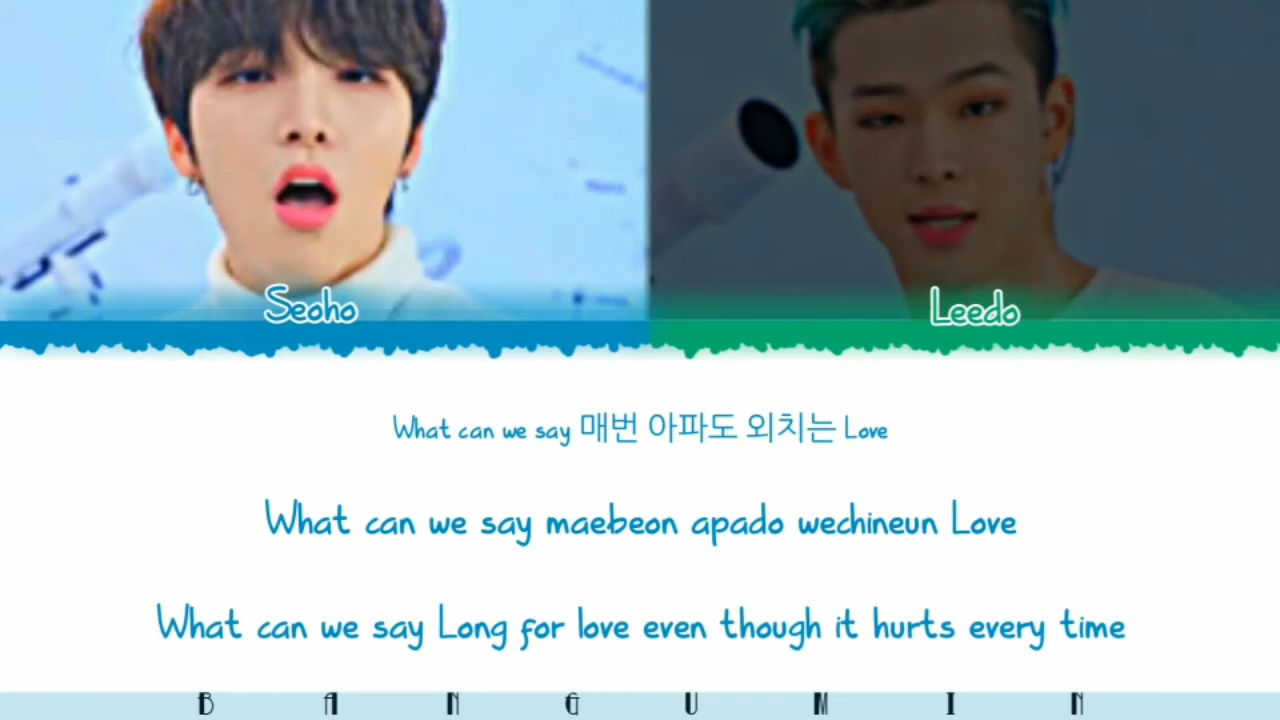 Seoho
Leedo
What can we say 매번 아파도 외치는 Love
What can we say maebeon apado wechineun Love
What can we say Long for love even though it hurts every time
BANGUMIN